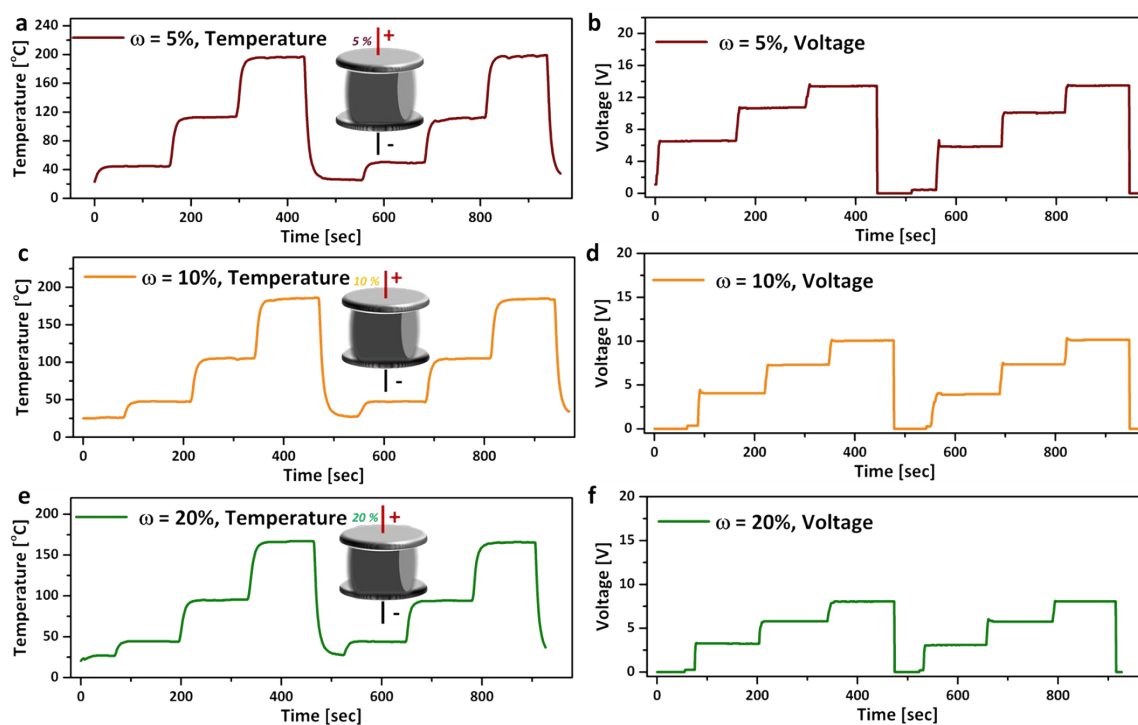 a
ω = 5%, Temperature
5 %
+
-
Temperature [°C]
240
200
160
120
80
40
0
0 200 400 600 800
Time [sec]
b
ω = 5%, Voltage
Voltage [V]
16
12
8
4
0
0 200 400 600 800
Time [sec]
c
ω = 10%, Temperature
10 %
+
-
Temperature [°C]
200
150
100
50
0
0 200 400 600 800
Time [sec]
d
ω = 10%, Voltage
Voltage [V]
20
15
10
5
0
0 200 400 600 800
Time [sec]
e
ω = 20%, Temperature
20 %
+
-
Temperature [°C]
200
150
100
50
0
0 200 400 600 800
Time [sec]
f
ω = 20%, Voltage
Voltage [V]
20
15
10
5
0
0 200 400 600 800
Time [sec]